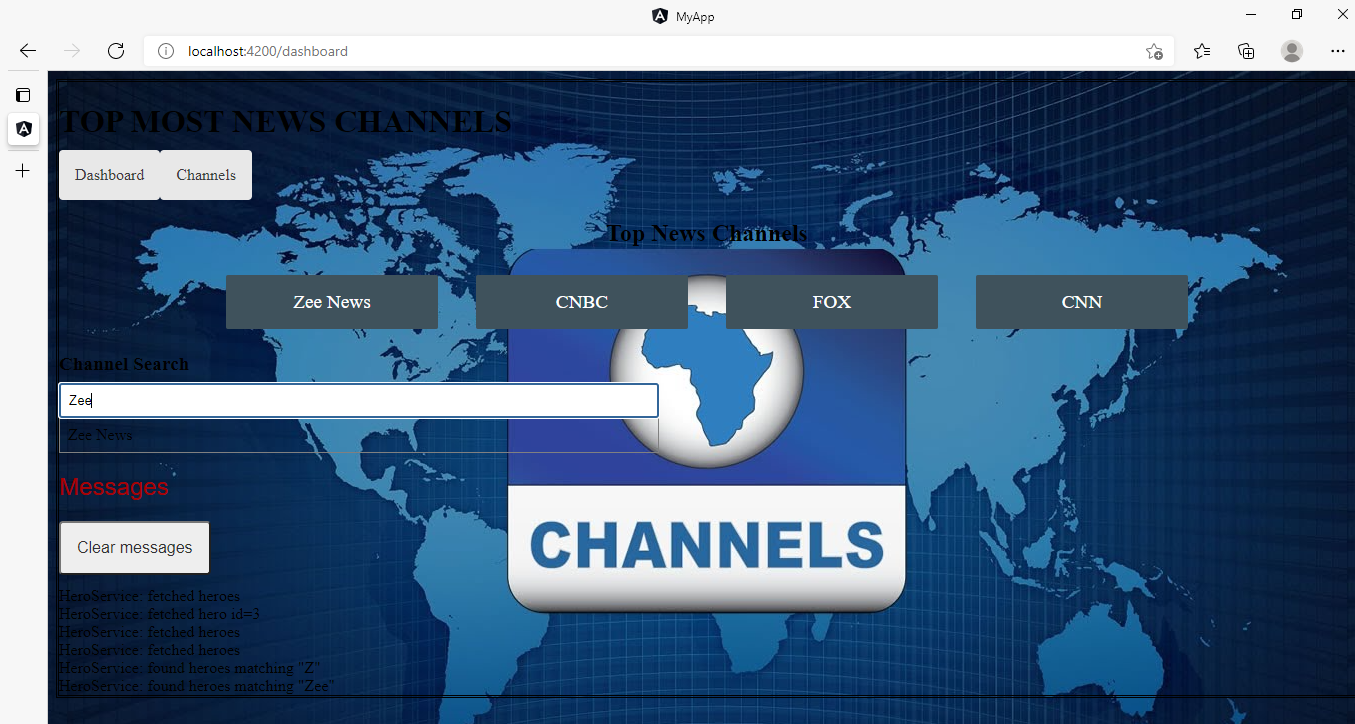 MyApp
localhost:4200/dashboard
TOP MOST NEWS CHANNELS
Dashboard Channels
Top News Channels
Zee News CNBC FOX CNN
Channel Search
Zee
Zee News
Messages
Clear messages
CHANNELS
HeroService: fetched heroes
HeroService: fetched hero id=3
HeroService: fetched heroes
HeroService: fetched heroes
HeroService: found heroes matching "Z"
HeroService: found heroes matching "Zee"